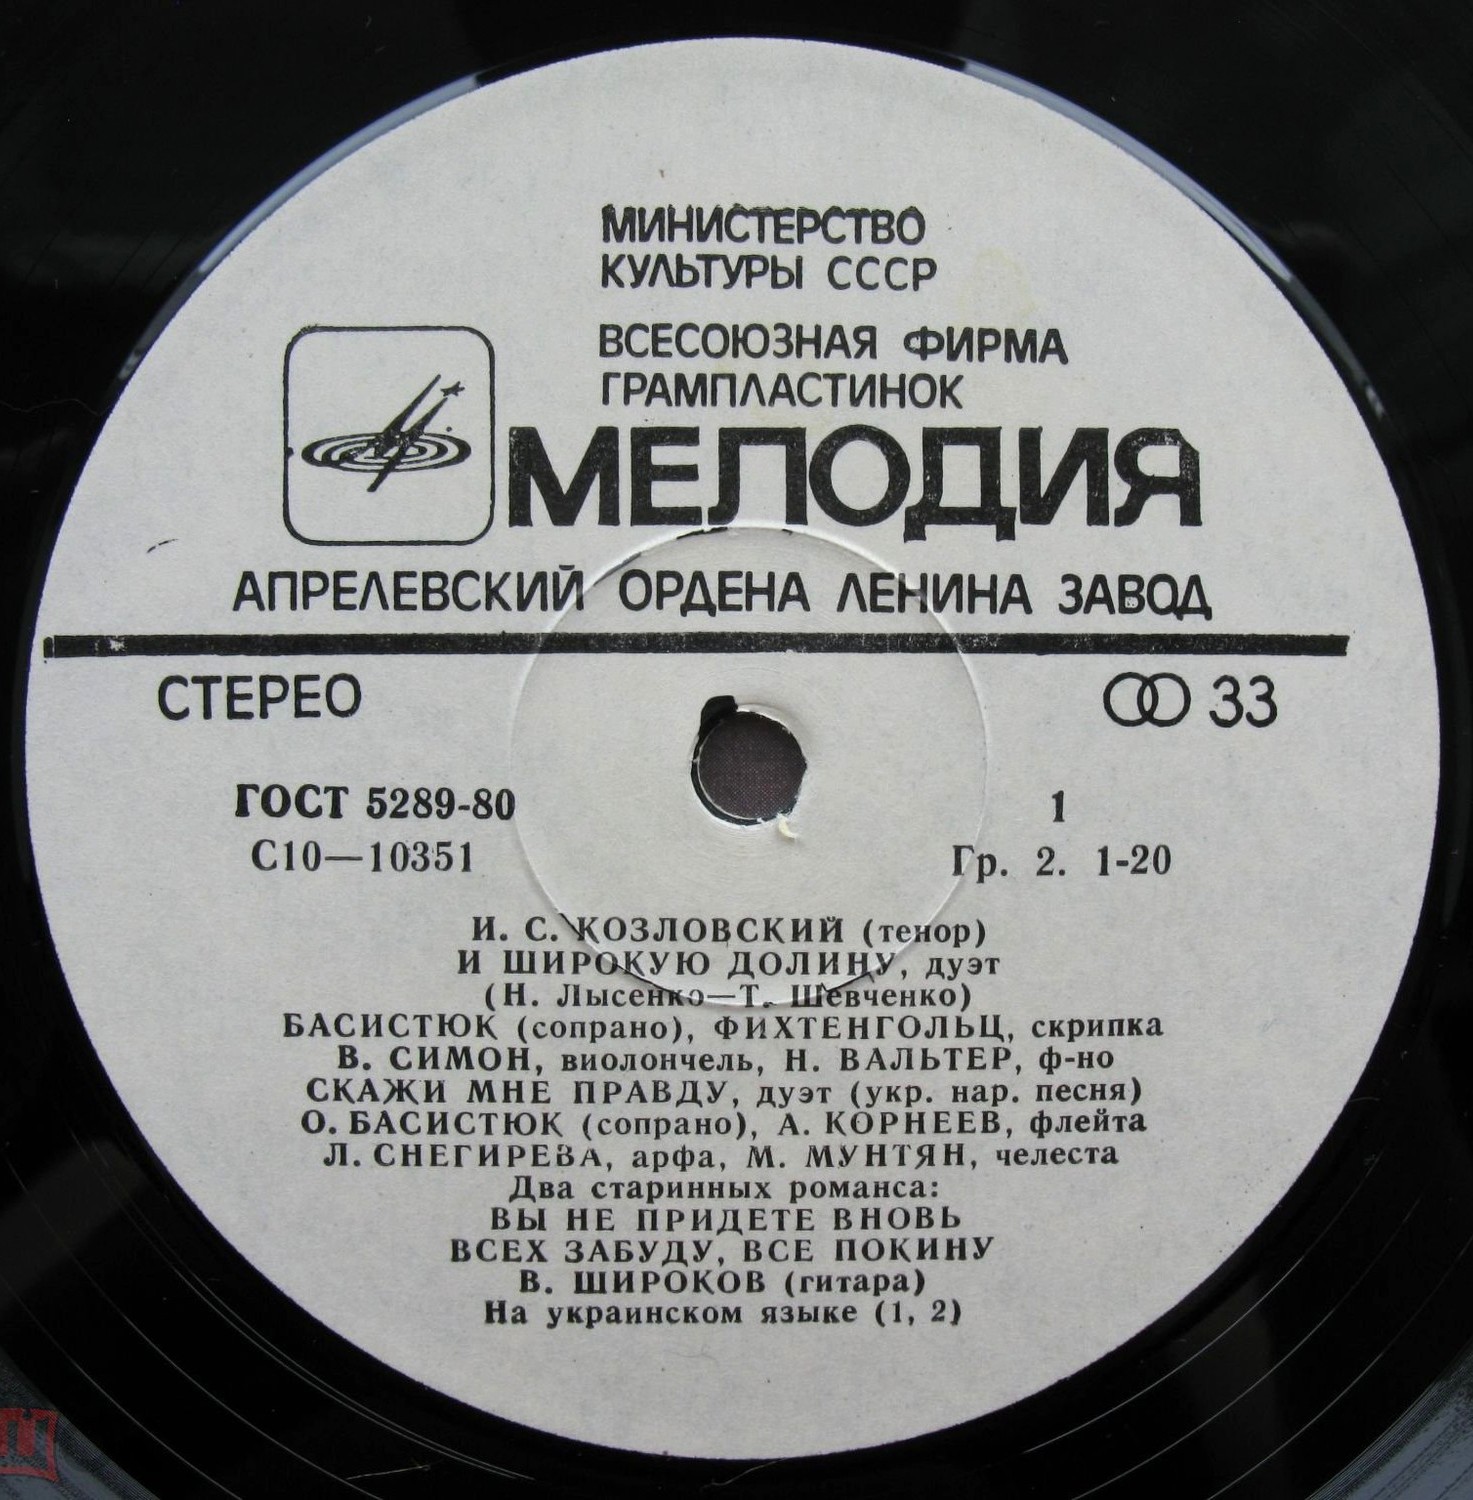 МИНИСТЕРСТВО
КУЛЬТУРЫ СССР
ВСЕСОЮЗНАЯ ФИРМА
ГРАМПЛАСТИНОК
МЕЛОДИЯ
АПРЕЛЕВСКИЙ ОРДЕНА ЛЕНИНА ЗАВОД
СТЕРЕО 33
ГОСТ 5289-80 1
С10—10351 Гр. 2. 1-20
И. С. КОЗЛОВСКИЙ (тенор)
И ШИРОКУЮ ДОЛИНУ, дуэт
(Н. Лысенко—Т. Шевченко)
БАСИСТЮК (сопрано), ФИХТЕНГОЛЬЦ, скрипка
В. СИМОН, виолончель, Н. ВАЛЬТЕР, ф-но
СКАЖИ МНЕ ПРАВДУ, дуэт (укр. нар. песня)
О. БАСИСТЮК (сопрано), А. КОРНЕЕВ, флейта
Л. СНЕГИРЕВА, арфа, М. МУНТЯН, челеста
Два старинных романса:
ВЫ НЕ ПРИДЕТЕ ВНОВЬ
ВСЕХ ЗАБУДУ, ВСЕ ПОКИНУ
В. ШИРОКОВ (гитара)
На украинском языке (1, 2)